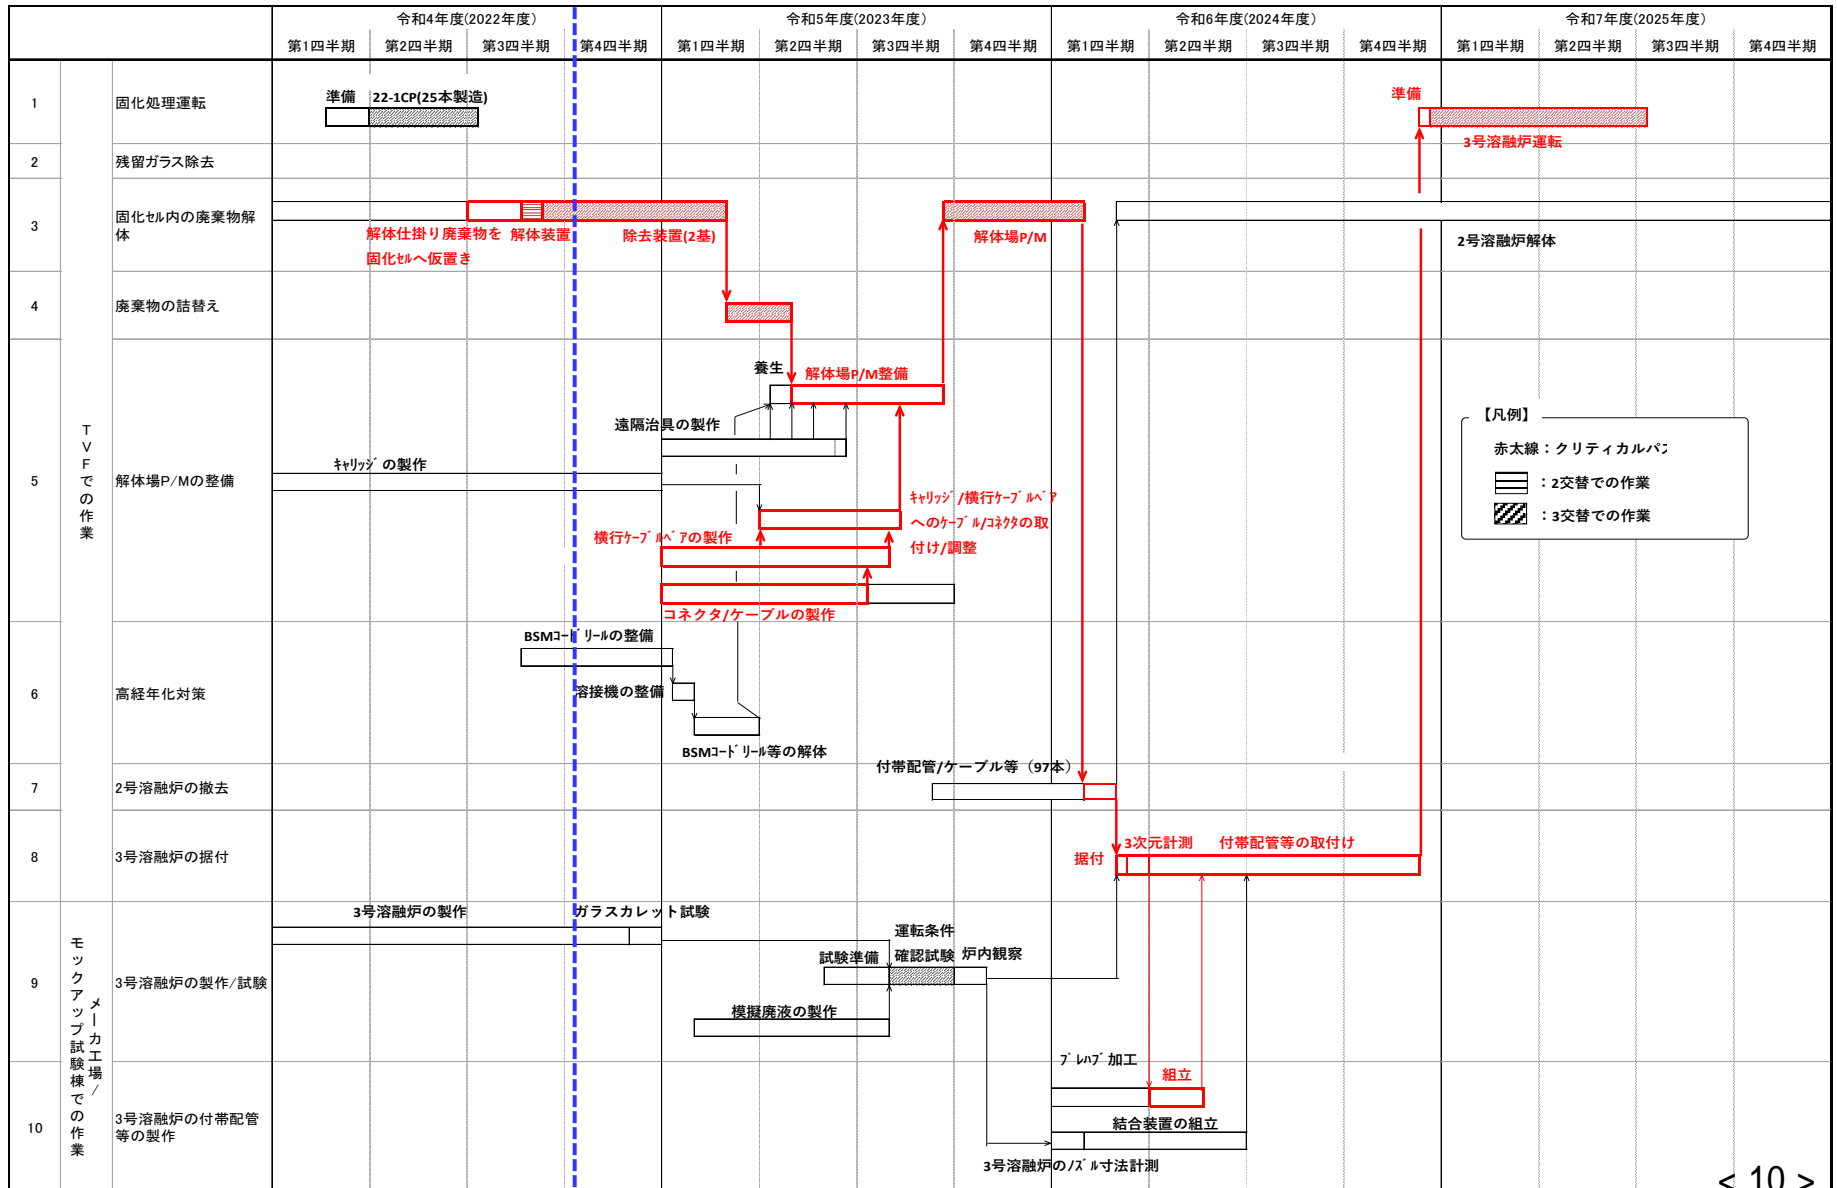 令和4年度(2022年度)
令和5年度(2023年度)
令和6年度(2024年度)
令和7年度(2025年度)
第1四半期 第2四半期 第3四半期 第4四半期 第1四半期 第2四半期 第3四半期 第4四半期 第1四半期 第2四半期 第3四半期 第4四半期 第1四半期 第2四半期 第3四半期 第4四半期
TVFでの作業
1 固化処理運転
準備 22-1CP(25本製造)
準備
3号溶融炉運転
2 残留ガラス除去
3 固化ｾﾙ内の廃棄物解
体
解体仕掛り廃棄物を
固化ｾﾙへ仮置き
解体装置
除去装置(2基)
解体場P/M
2号溶融炉解体
4 廃棄物の詰替え
5 解体場P/Mの整備
養生
解体場P/M整備
遠隔治具の製作
ｷｬﾘｯｼﾞの製作
ｷｬﾘｯｼﾞ/横行ｹｰﾌﾞﾙﾍﾞｱ
へのｹｰﾌﾞﾙ/ｺﾈｸﾀの取
付け/調整
横行ｹｰﾌﾞﾙﾍﾞｱの製作
コネクタ/ケーブルの製作
【凡例】
赤太線：クリティカルパス
：2交替での作業
：3交替での作業
6 高経年化対策
BSMｺｰﾄﾞﾘｰﾙの整備
溶接機の整備
BSMｺｰﾄﾞﾘｰﾙ等の解体
7 2号溶融炉の撤去
付帯配管/ケーブル等（97本）
8 3号溶融炉の据付
据付
3次元計測
付帯配管等の取付け
メーカ工場/
モックアップ試験棟での作業
9 3号溶融炉の製作/試験
3号溶融炉の製作
ガラスカレット試験
試験準備
運転条件
確認試験
炉内観察
模擬廃液の製作
10 3号溶融炉の付帯配管
等の製作
ﾌﾟﾚﾊﾌﾞ加工
組立
結合装置の組立
3号溶融炉のﾉｽﾞﾙ寸法計測
< 10 >